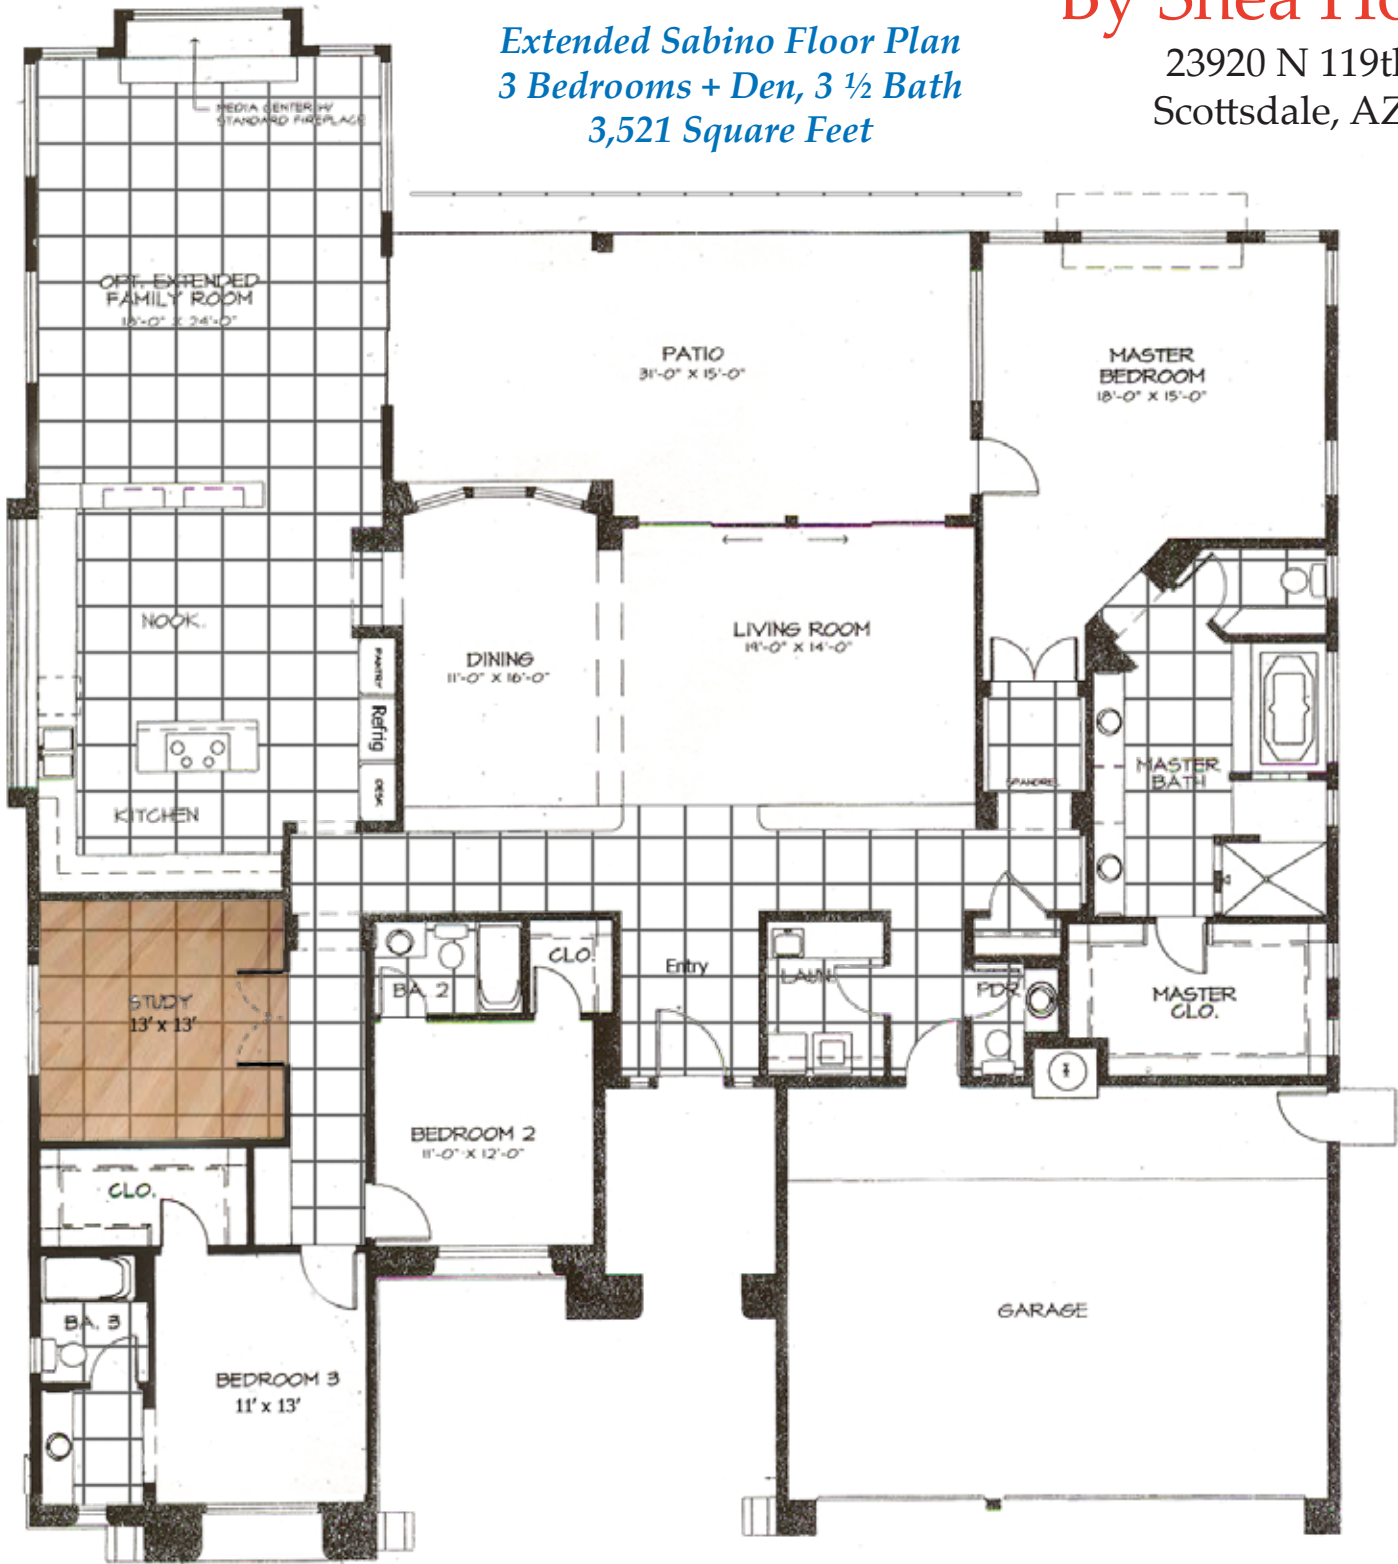 By Shea Ho
23920 N 119th
Scottsdale, AZ
Extended Sabino Floor Plan
3 Bedrooms + Den, 3 ½ Bath
3,521 Square Feet
MEDIA CENTER W/
STANDARD FIREPLACE
OPT. EXTENDED
FAMILY ROOM
PATIO
31'-0" X 15'-0"
MASTER
BEDROOM
18'-0" X 15'-0"
NOOK
LIVING ROOM
19'-0" X 14'-0"
DINING
11'-0" X 16'-0"
PANTRY
Refrig
DESK
KITCHEN
SPANDREL
MASTER
BATH
STUDY
13' x 13'
BA. 2
CLO.
Entry
LAUN.
PDR
MASTER
CLO.
BEDROOM 2
11'-0" X 12'-0"
CLO.
BA. 3
BEDROOM 3
11' x 13'
GARAGE